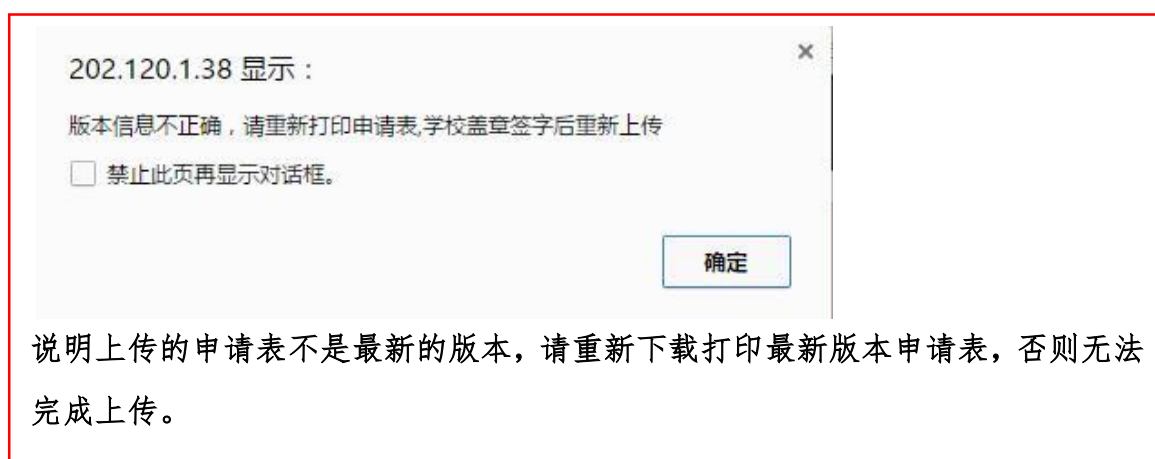 202.120.1.38 显示：
版本信息不正确，请重新打印申请表,学校盖章签字后重新上传
禁止此页再显示对话框。
确定
说明上传的申请表不是最新的版本，请重新下载打印最新版本申请表，否则无法
完成上传。